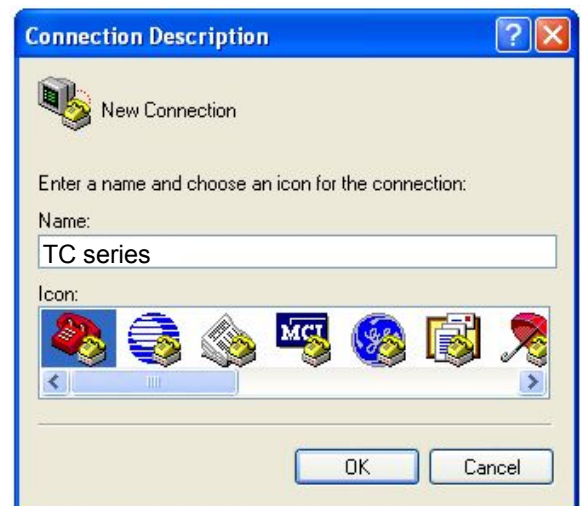 Connection Description
New Connection
Enter a name and choose an icon for the connection:
Name:
TC series
Icon:
MCI
OK Cancel